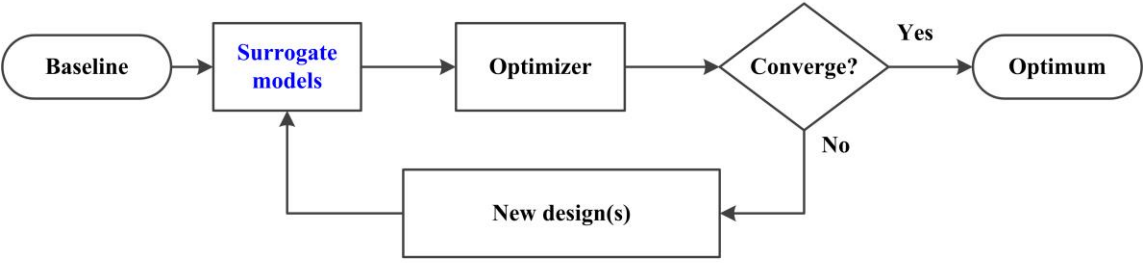 Baseline
Surrogate
models
Optimizer
Converge?
Yes
Optimum
No
New design(s)